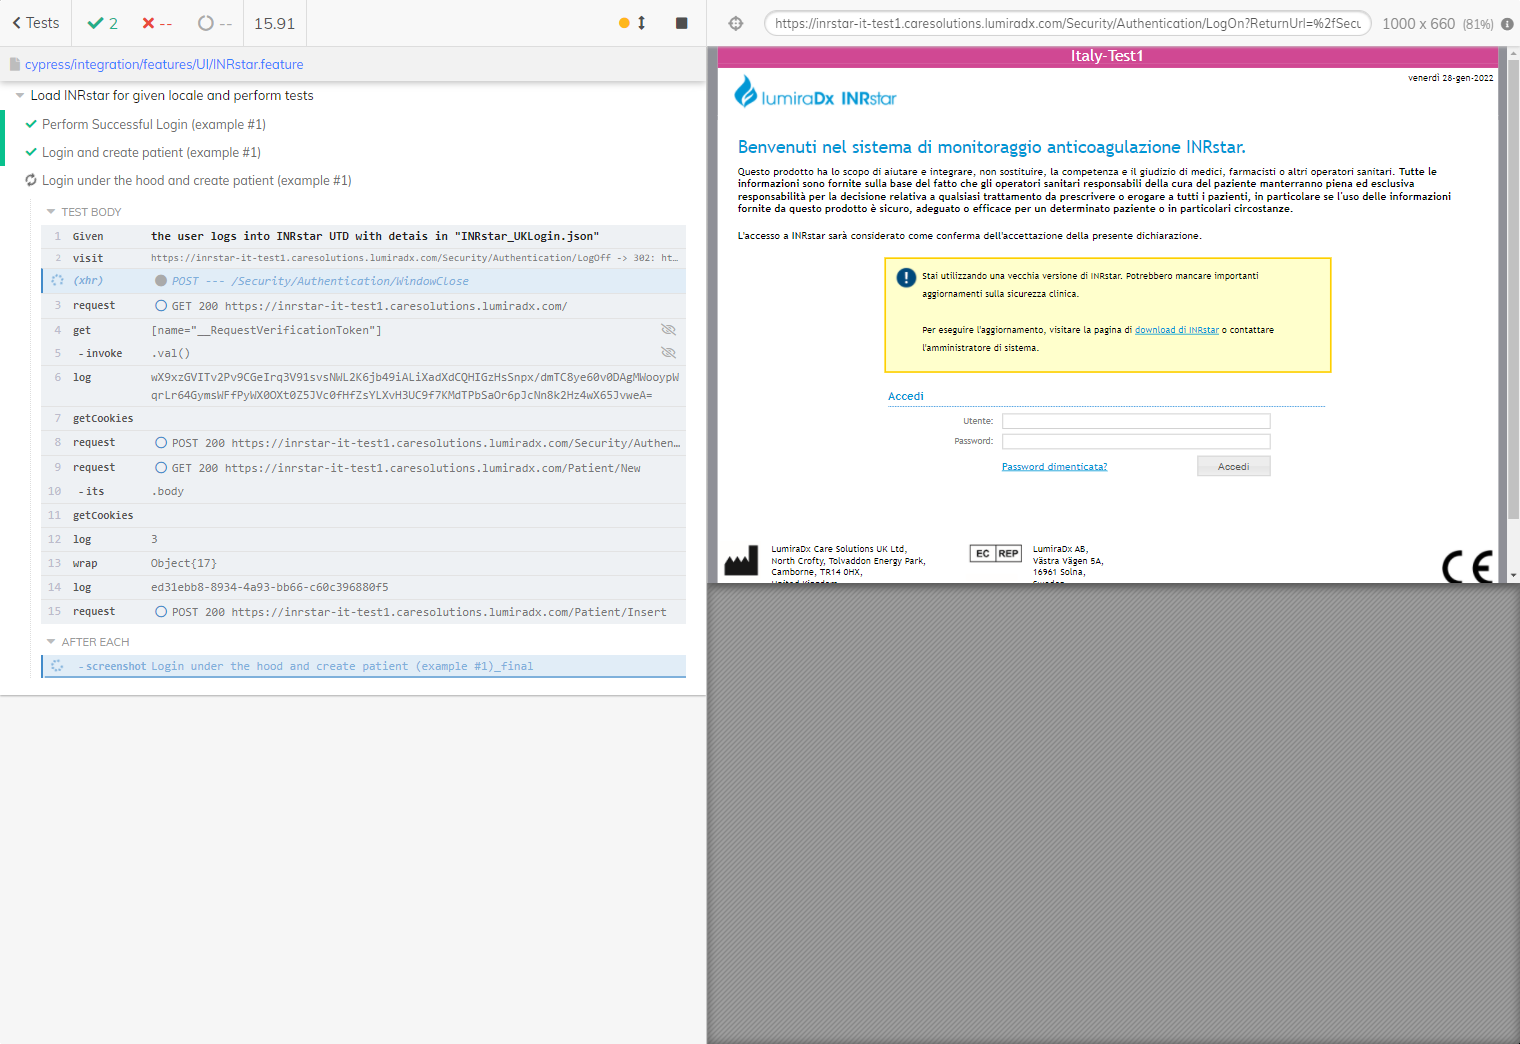 Tests
2
--
--
15.91
cypress/integration/features/UI/INRstar.feature
Load INRstar for given locale and perform tests
Perform Successful Login (example #1)
Login and create patient (example #1)
Login under the hood and create patient (example #1)
TEST BODY
1 Given the user logs into INRstar UTD with detais in "INRstar_UKLogin.json"
2 visit https://inrstar-it-test1.caresolutions.lumiradx.com/Security/Authentication/LogOff -> 302: ht...
(xhr) POST --- /Security/Authentication/WindowClose
3 request GET 200 https://inrstar-it-test1.caresolutions.lumiradx.com/
4 get [name="__RequestVerificationToken"]
5 -invoke .val()
6 log wX9xzGVITv2Pv9CGeIrq3V91svsNWL2K6jb49iALiXadXdCQHIGzHsSnpx/dmTC8ye60v0DAgMWooypW
qrLr64GymsWFfPyWX0OXt0Z5JVc0fHfZsYLXvH3UC9f7KMdTPbSaOr6pJcNn8k2Hz4wX65JvweA=
7 getCookies
8 request POST 200 https://inrstar-it-test1.caresolutions.lumiradx.com/Security/Authen...
9 request GET 200 https://inrstar-it-test1.caresolutions.lumiradx.com/Patient/New
10 -its .body
11 getCookies
12 log 3
13 wrap Object{17}
14 log ed31ebb8-8934-4a93-bb66-c60c396880f5
15 request POST 200 https://inrstar-it-test1.caresolutions.lumiradx.com/Patient/Insert
AFTER EACH
-screenshot Login under the hood and create patient (example #1)_final
https://inrstar-it-test1.caresolutions.lumiradx.com/Security/Authentication/LogOn?ReturnUrl=%2fSecu
1000 x 660 (81%)
Italy-Test1
venerdì 28-gen-2022
lumiraDx INRstar
Benvenuti nel sistema di monitoraggio anticoagulazione INRstar.
Questo prodotto ha lo scopo di aiutare e integrare, non sostituire, la competenza e il giudizio di medici, farmacisti o altri operatori sanitari. Tutte le
informazioni sono fornite sulla base del fatto che gli operatori sanitari responsabili della cura del paziente manterranno piena ed esclusiva
responsabilità per la decisione relativa a qualsiasi trattamento da prescrivere o erogare a tutti i pazienti, in particolare se l'uso delle informazioni
fornite da questo prodotto è sicuro, adeguato o efficace per un determinato paziente o in particolari circostanze.
L'accesso a INRstar sarà considerato come conferma dell'accettazione della presente dichiarazione.
Stai utilizzando una vecchia versione di INRstar. Potrebbero mancare importanti
aggiornamenti sulla sicurezza clinica.
Per eseguire l'aggiornamento, visitare la pagina di download di INRstar o contattare
l'amministratore di sistema.
Accedi
Utente:
Password:
Password dimenticata?
Accedi
LumiraDx Care Solutions UK Ltd,
North Crofty, Tolvaddon Energy Park,
Camborne, TR14 0HX,
United Kingdom
EC REP
LumiraDx AB,
Västra Vägen 5A,
16961 Solna,
Sweden
CE